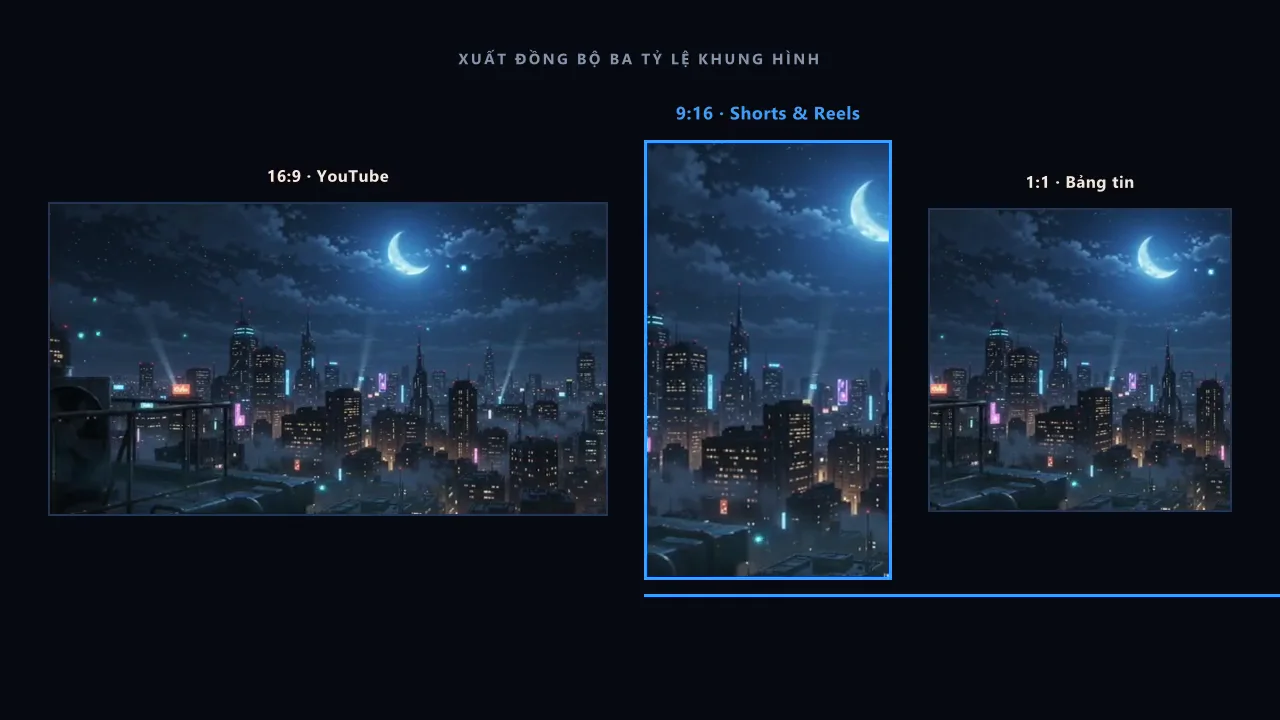 XUẤT ĐỒNG BỘ BA TỶ LỆ KHUNG HÌNH
9:16 · Shorts & Reels
16:9 · YouTube
1:1 · Bảng tin